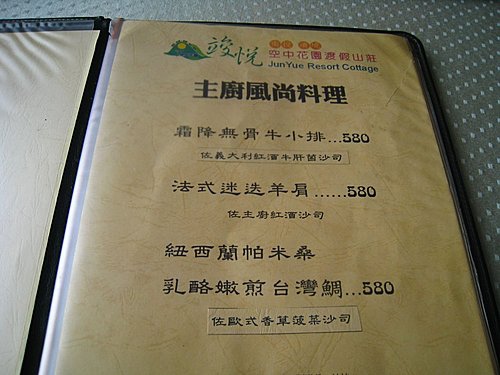 竣悅
空中花園渡假山莊
JunYue Resort Cottage
主廚風尚料理
霜降無骨牛小排...580
佐義大利紅酒牛肝菌沙司
法式迷迭羊肩......580
佐主廚紅酒沙司
紐西蘭帕米桑
乳酪嫩煎台灣鯛...580
佐歐式香草菠菜沙司